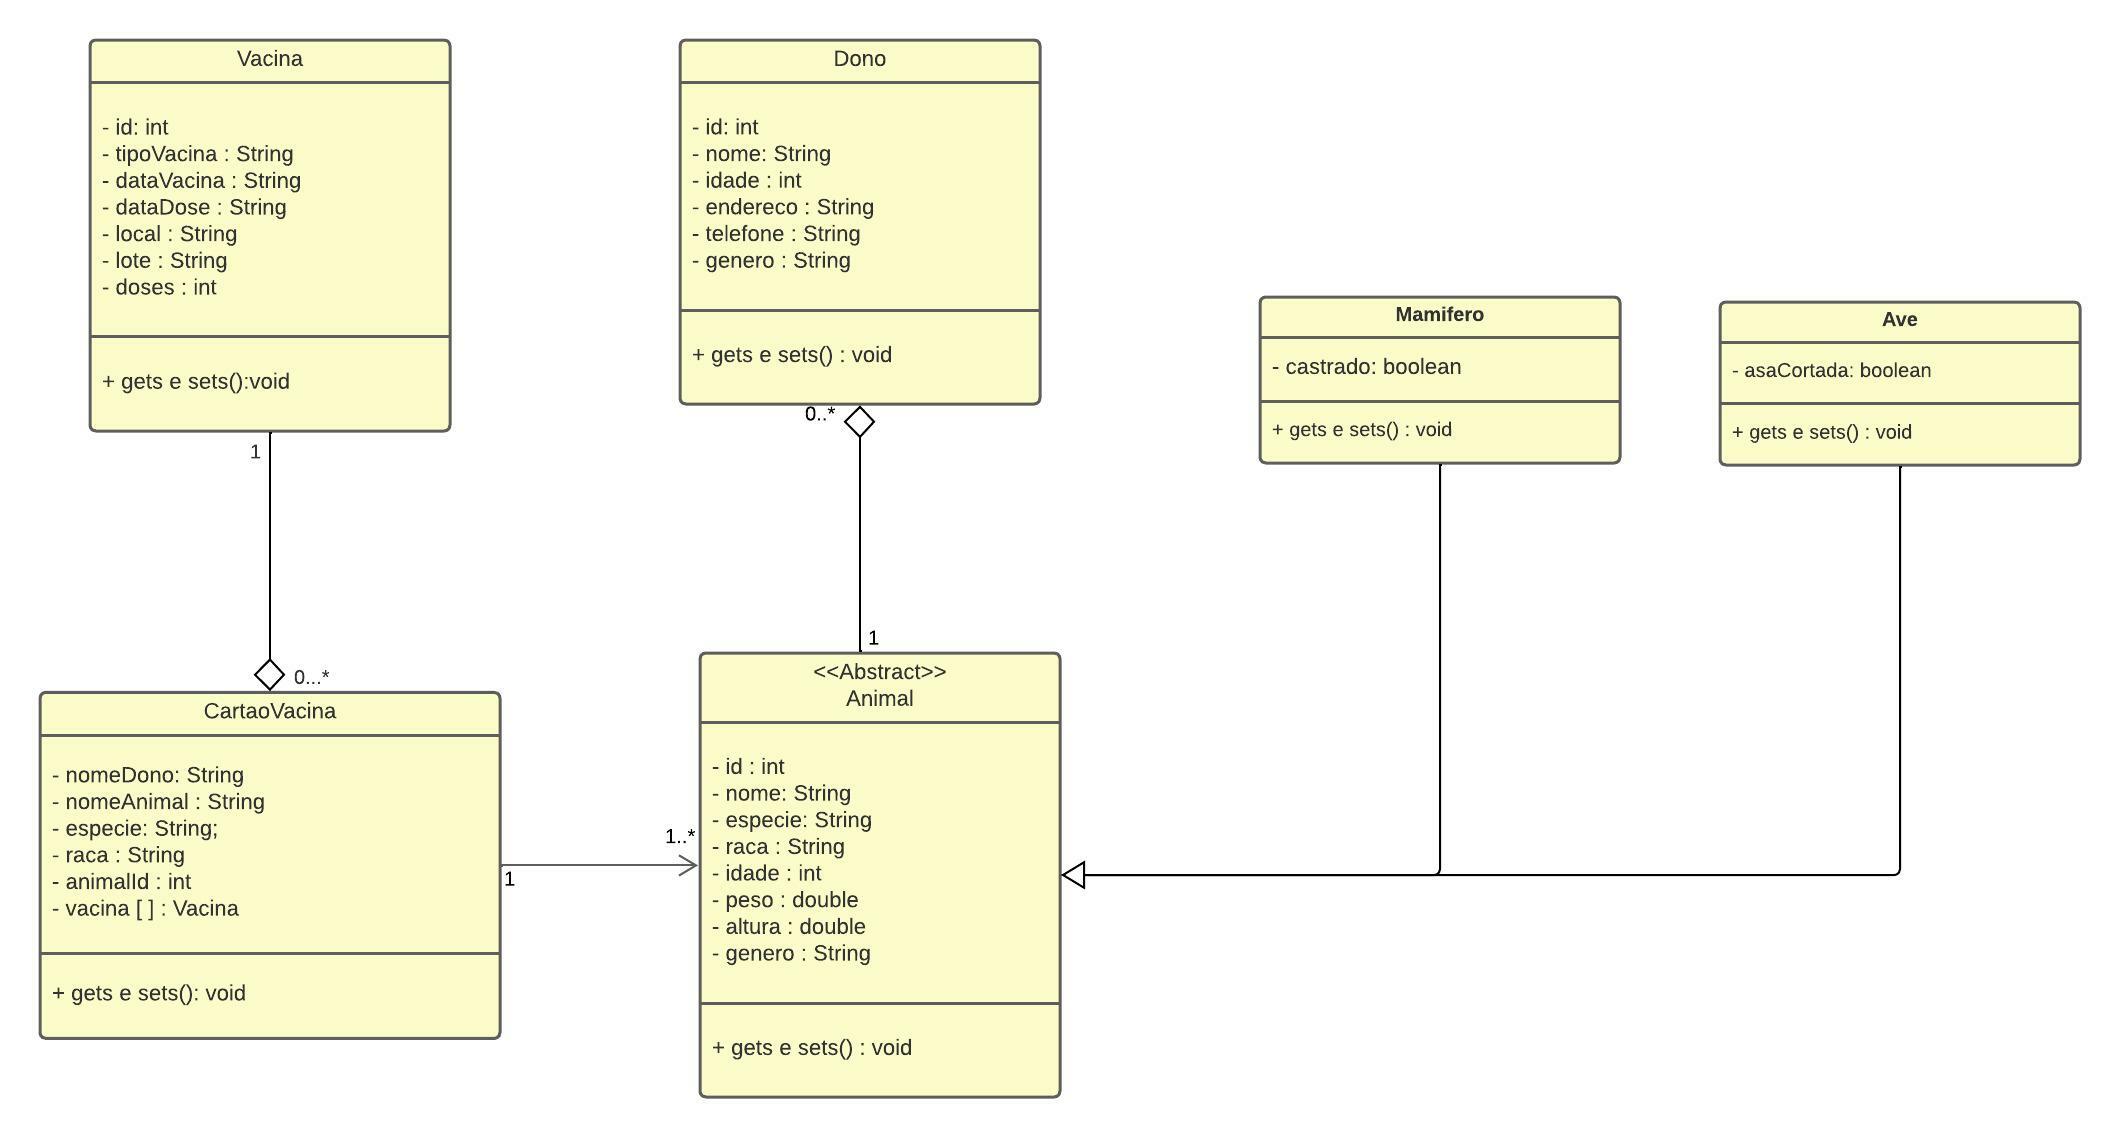 Vacina
- id: int
- tipoVacina : String
- dataVacina : String
- dataDose : String
- local : String
- lote : String
- doses : int
+ gets e sets():void
1
0...*
Dono
- id: int
- nome: String
- idade : int
- endereco : String
- telefone : String
- genero : String
+ gets e sets() : void
0..*
1
Mamifero
- castrado: boolean
+ gets e sets() : void
Ave
- asaCortada: boolean
+ gets e sets() : void
CartaoVacina
- nomeDono: String
- nomeAnimal : String
- especie: String;
- raca : String
- animalId : int
- vacina [ ] : Vacina
+ gets e sets(): void
1
1..*
<<Abstract>>
Animal
- id : int
- nome: String
- especie: String
- raca : String
- idade : int
- peso : double
- altura : double
- genero : String
+ gets e sets() : void